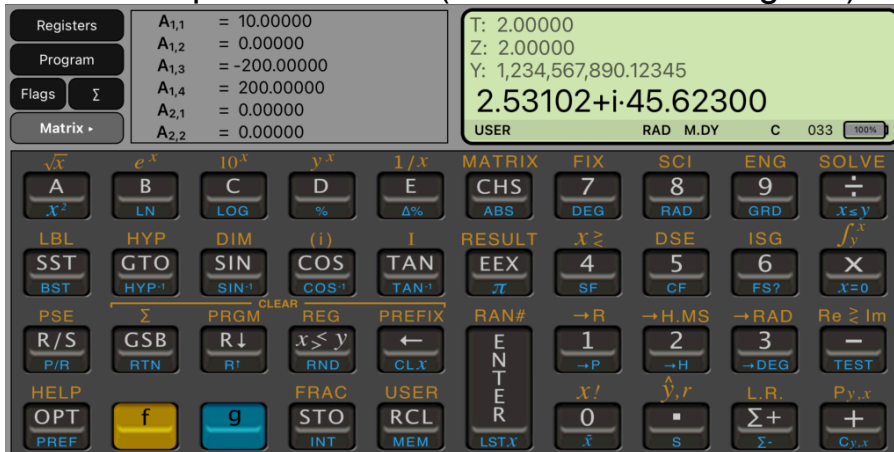 Registers
Program
Flags Σ
Matrix ▸
A1,1 = 10.00000
A1,2 = 0.00000
A1,3 = -200.00000
A1,4 = 200.00000
A2,1 = 0.00000
A2,2 = 0.00000
T: 2.00000
Z: 2.00000
Y: 1,234,567,890.12345
2.53102+i·45.62300
USER RAD M.DY C 033 100%
√x e^x 10^x y^x 1/x MATRIX FIX SCI ENG SOLVE
A B C D E CHS 7 8 9 ÷
x² LN LOG % Δ% ABS DEG RAD GRD x≤y
LBL HYP DIM (i) I RESULT x≷ DSE ISG ∫yx
SST GTO SIN COS TAN EEX 4 5 6 ×
BST HYP-1 SIN-1 COS-1 TAN-1 π SF CF FS? x=0
CLEAR
PSE Σ PRGM REG PREFIX RAN# →R →H.MS →RAD Re≷Im
R/S GSB R↓ x≷y ← ENTER 1 2 3 −
P/R RTN R↑ RND CLx →P →H →DEG TEST
HELP FRAC USER x! ŷ,r L.R. Py,x
OPT f g STO RCL 0 . Σ+ +
PREF INT MEM LSTx x̄ s Σ- Cy,x